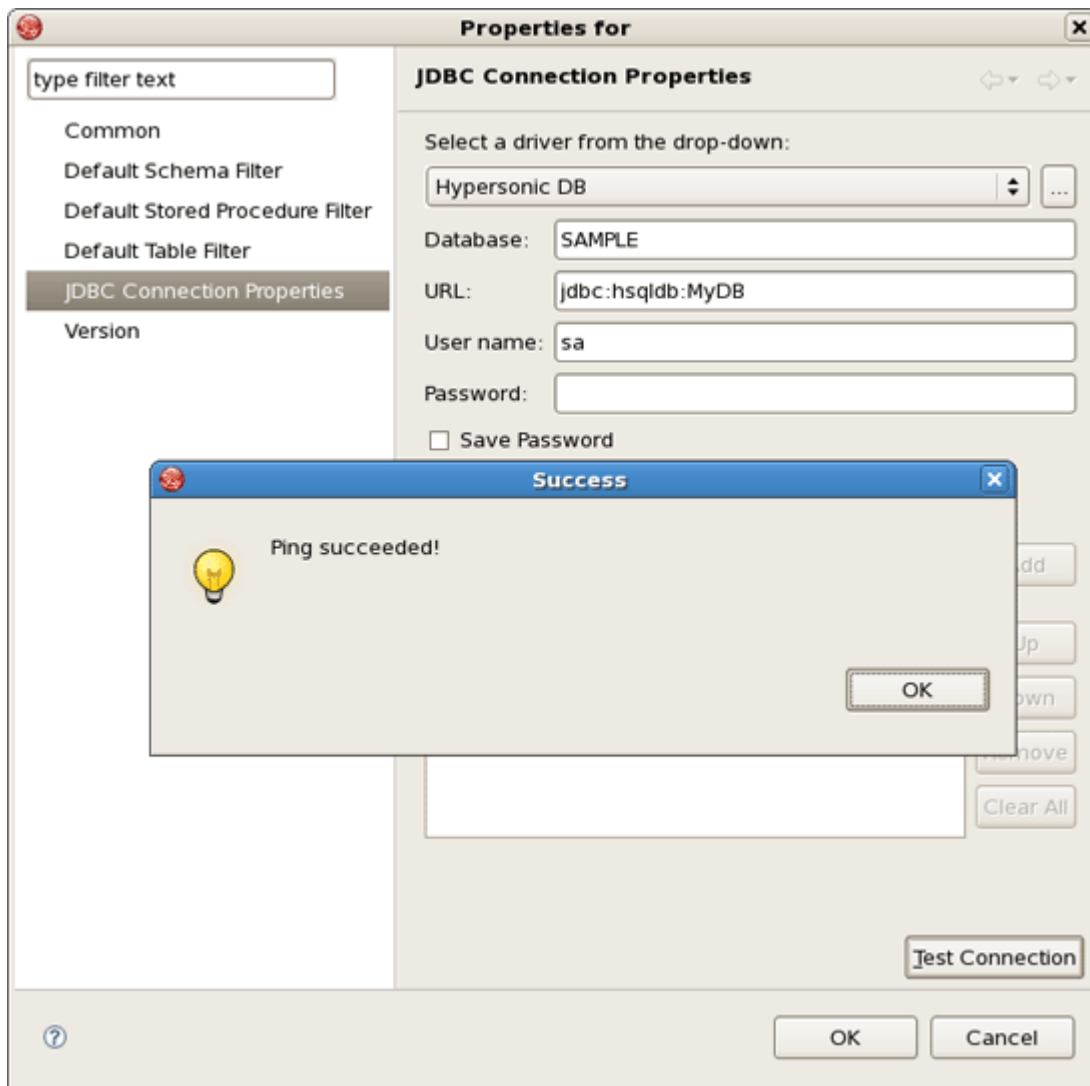 Properties for
type filter text
Common
Default Schema Filter
Default Stored Procedure Filter
Default Table Filter
JDBC Connection Properties
Version
JDBC Connection Properties
Select a driver from the drop-down:
Hypersonic DB
...
Database: SAMPLE
URL: jdbc:hsqldb:MyDB
User name: sa
Password:
Save Password
Success
Ping succeeded!
OK
Clear All
Test Connection
? OK Cancel